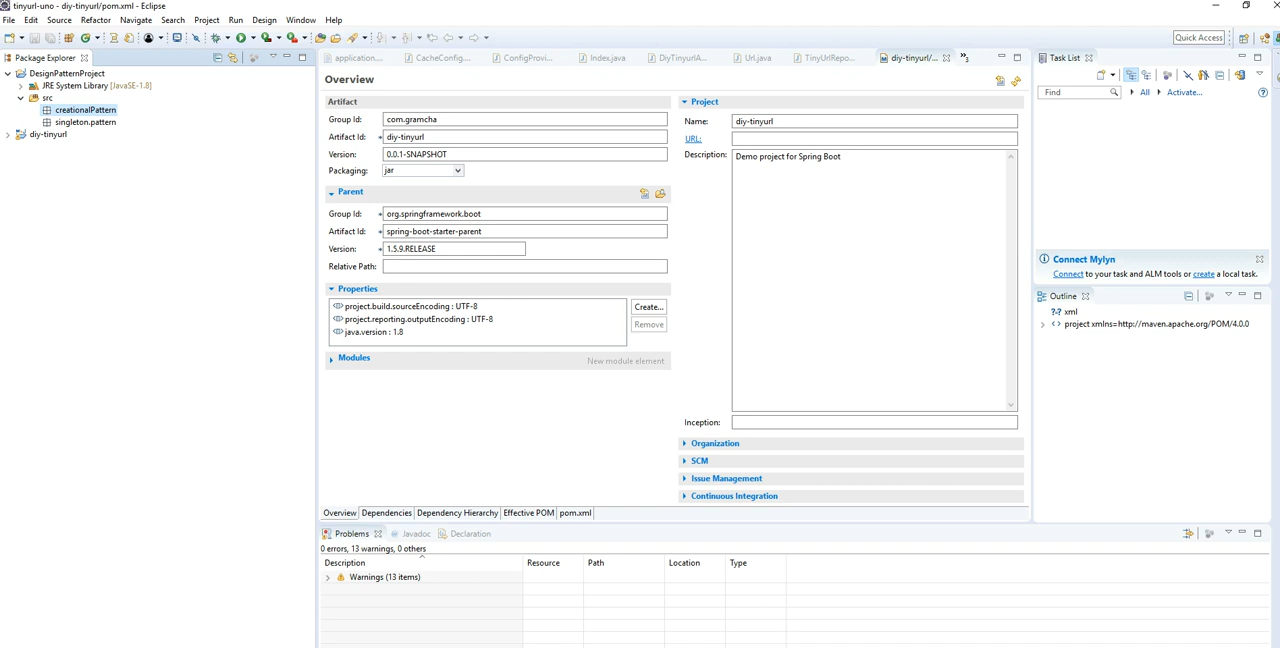 tinyurl-uno - diy-tinyurl/pom.xml - Eclipse
File Edit Source Refactor Navigate Search Project Run Design Window Help
Quick Access
Package Explorer
DesignPatternProject
JRE System Library [JavaSE-1.8]
src
creationalPattern
singleton.pattern
diy-tinyurl
application....
CacheConfig....
ConfigProvi...
Index.java
DiyTinyurlA...
Url.java
TinyUrlRepo...
diy-tinyurl/...
»3
Overview
Artifact
Group Id: com.gramcha
Artifact Id: * diy-tinyurl
Version: 0.0.1-SNAPSHOT
Packaging: jar
Parent
Group Id: * org.springframework.boot
Artifact Id: * spring-boot-starter-parent
Version: * 1.5.9.RELEASE
Relative Path:
Properties
project.build.sourceEncoding : UTF-8
project.reporting.outputEncoding : UTF-8
java.version : 1.8
Create...
Remove
Modules
New module element
Project
Name: diy-tinyurl
URL:
Description: Demo project for Spring Boot
Inception:
Organization
SCM
Issue Management
Continuous Integration
Overview Dependencies Dependency Hierarchy Effective POM pom.xml
Task List
Find
All
Activate...
Connect Mylyn
Connect to your task and ALM tools or create a local task.
Outline
?-? xml
<> project xmlns=http://maven.apache.org/POM/4.0.0
Problems
Javadoc
Declaration
0 errors, 13 warnings, 0 others
Description Resource Path Location Type
Warnings (13 items)